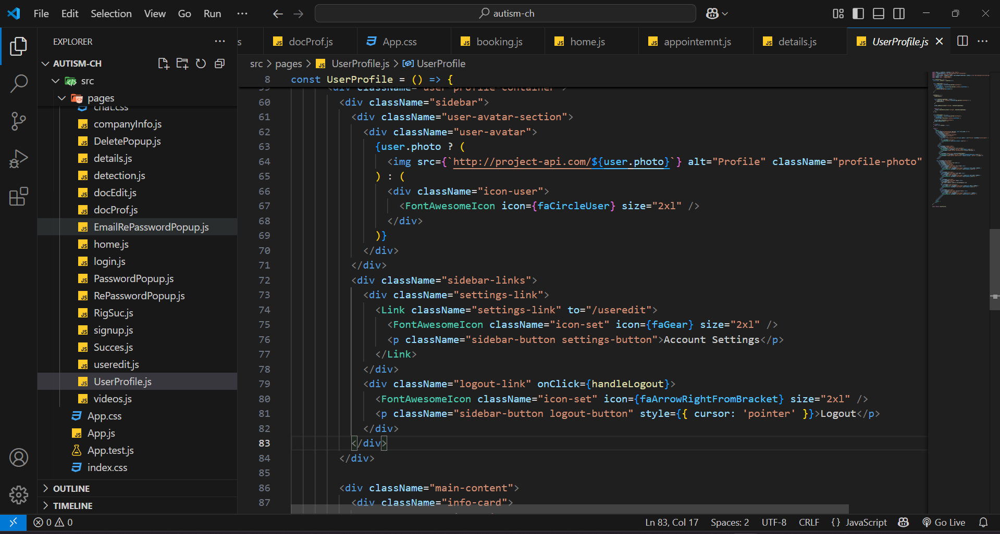 File Edit Selection View Go Run ··· autism-ch
EXPLORER ···
AUTISM-CH
src
pages
chat.css
companyInfo.js
DeletePopup.js
details.js
detection.js
docEdit.js
docProf.js
EmailRePasswordPopup.js
home.js
login.js
PasswordPopup.js
RePasswordPopup.js
RigSuc.js
signup.js
Succes.js
useredit.js
UserProfile.js
videos.js
App.css
App.js
App.test.js
index.css
OUTLINE
TIMELINE
s docProf.js App.css booking.js home.js appointemnt.js details.js UserProfile.js
src > pages > UserProfile.js > UserProfile
8 const UserProfile = () => {
59 <div className="user-profile-container">
60 <div className="sidebar">
61 <div className="user-avatar-section">
62 <div className="user-avatar">
63 {user.photo ? (
64 <img src={`http://project-api.com/${user.photo}`} alt="Profile" className="profile-photo"
65 ) : (
66 <div className="icon-user">
67 <FontAwesomeIcon icon={faCircleUser} size="2xl" />
68 </div>
69 )}
70 </div>
71 </div>
72 <div className="sidebar-links">
73 <div className="settings-link">
74 <Link className="settings-link" to="/useredit">
75 <FontAwesomeIcon className="icon-set" icon={faGear} size="2xl" />
76 <p className="sidebar-button settings-button">Account Settings</p>
77 </Link>
78 </div>
79 <div className="logout-link" onClick={handleLogout}>
80 <FontAwesomeIcon className="icon-set" icon={faArrowRightFromBracket} size="2xl" />
81 <p className="sidebar-button logout-button" style={{ cursor: 'pointer' }}>Logout</p>
82 </div>
83 </div>
84 </div>
85
86 <div className="main-content">
87 <div className="info-card">
0 0 Ln 83, Col 17 Spaces: 2 UTF-8 CRLF {} JavaScript Go Live